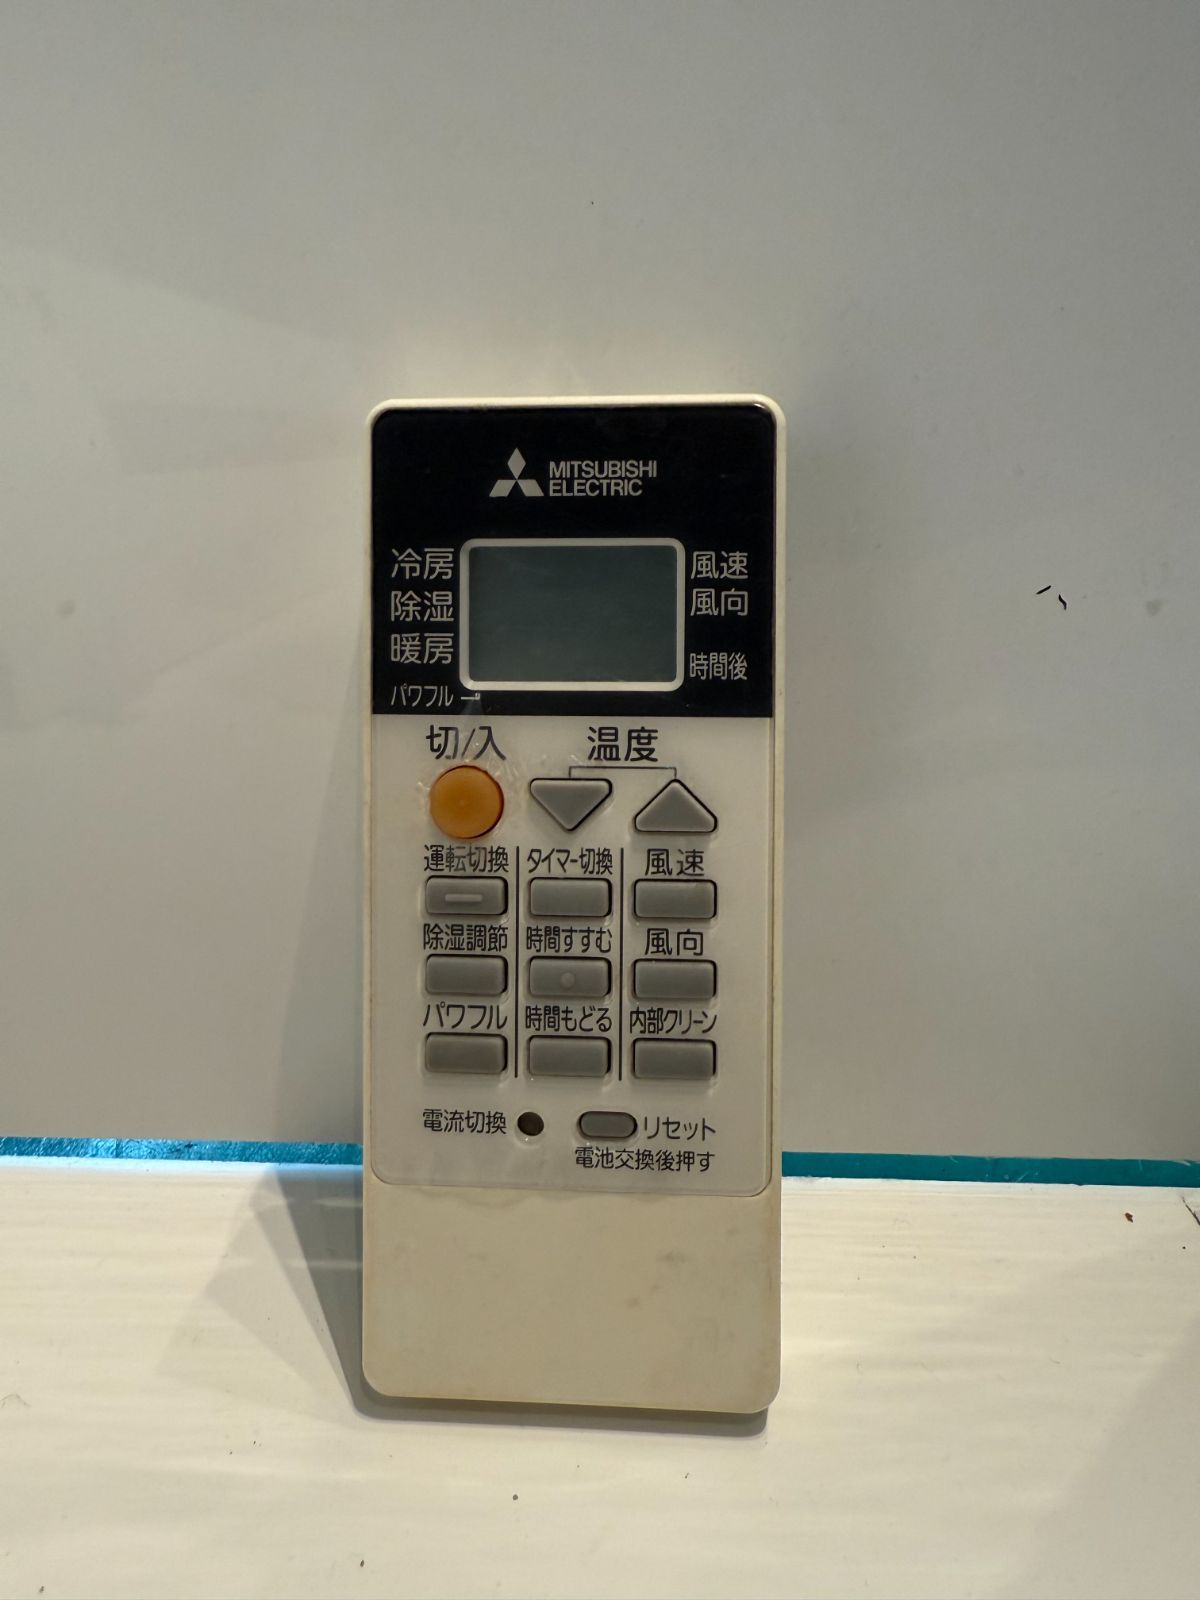 MITSUBISHI
ELECTRIC
冷房
除湿
暖房
パワフル
風速
風向
時間後
切/入
温度
運転切換
タイマー切換
風速
除湿調節
時間すすむ
風向
パワフル
時間もどる
内部クリーン
電流切換
リセット
電池交換後押す